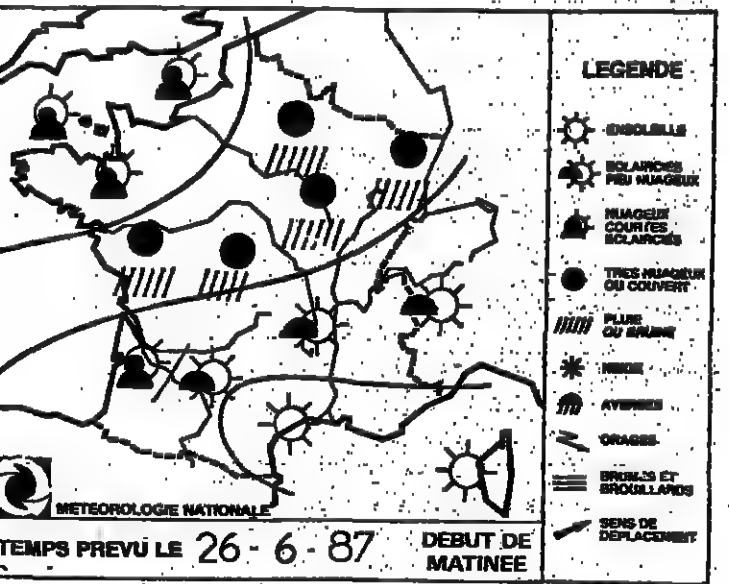 LEGENDE
ENSOLEILLE
ECLAIRCIES
PEU NUAGEUX
NUAGEUX
COURTES
ECLAIRCIES
TRES NUAGEUX
OU COUVERT
PLUIE
OU BRUINE
NEIGE
AVERSES
ORAGES
BRUMES ET
BROUILLARDS
SENS DE
DEPLACEMENT
METEOROLOGIE NATIONALE
TEMPS PREVU LE 26-6-87 DEBUT DE
MATINEE